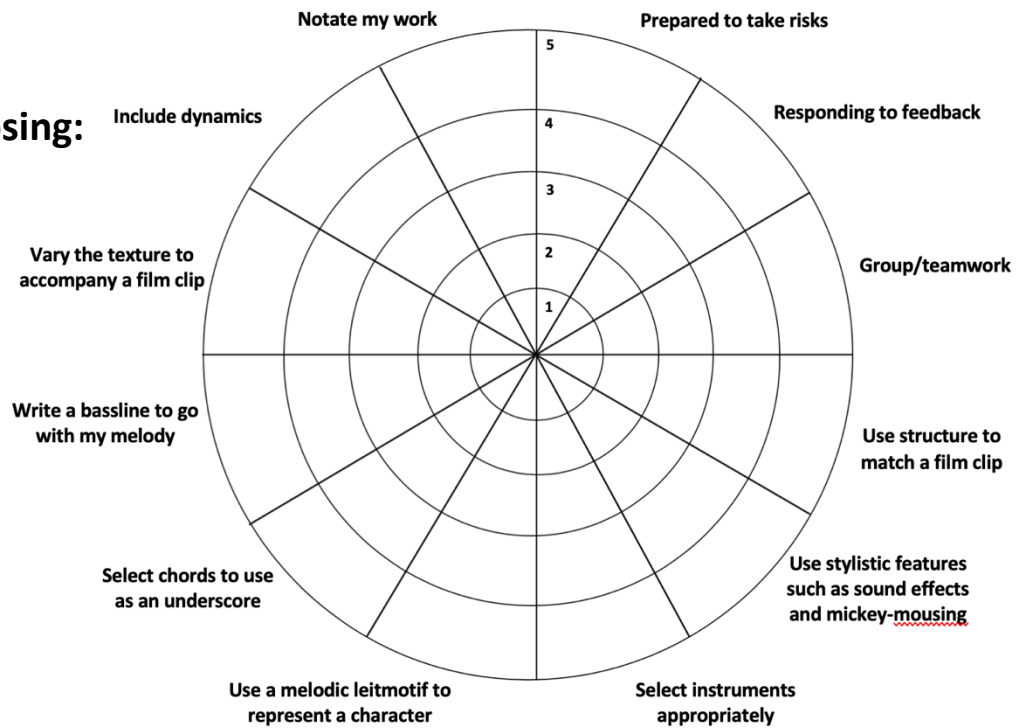 Notate my work
Prepared to take risks
5
sing:
Include dynamics
Responding to feedback
4
3
Vary the texture to
accompany a film clip
2
Group/teamwork
1
Write a bassline to go
with my melody
Use structure to
match a film clip
Select chords to use
as an underscore
Use stylistic features
such as sound effects
and mickey-mousing
Use a melodic leitmotif to
represent a character
Select instruments
appropriately